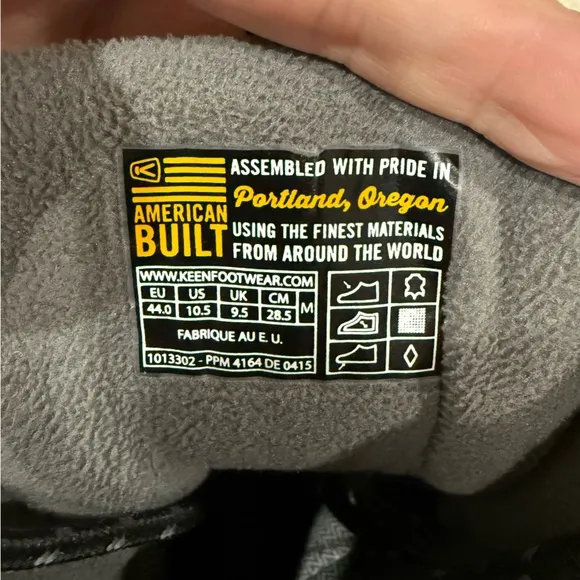 ASSEMBLED WITH PRIDE IN
Portland, Oregon
AMERICAN
BUILT
USING THE FINEST MATERIALS
FROM AROUND THE WORLD
WWW.KEENFOOTWEAR.COM
EU US UK CM M
44.0 10.5 9.5 28.5
FABRIQUE AU E. U.
1013302 - PPM 4164 DE 0415